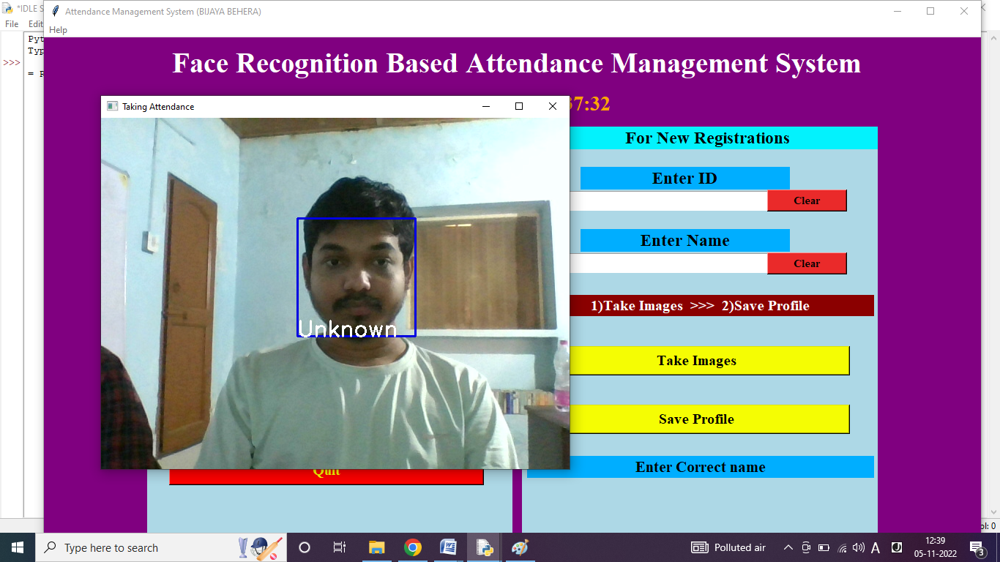 *IDLE S
Attendance Management System (BIJAYA BEHERA)
File Edit
Help
Pyt
Typ
>>>
= R
Face Recognition Based Attendance Management System
37:32
Taking Attendance
For New Registrations
Enter ID
Clear
Enter Name
Clear
1)Take Images >>> 2)Save Profile
Unknown
Take Images
Save Profile
Quit
Enter Correct name
ol: 0
Type here to search
Polluted air
A
12:39
05-11-2022
3